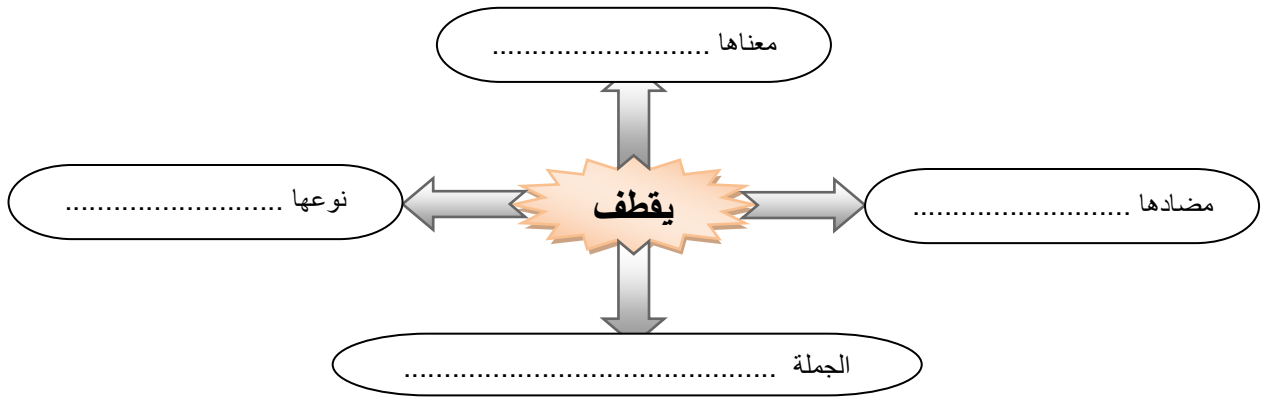 معناها ...........................
مضادها ...........................
يقطف
نوعها ...........................
الجملة ..............................................